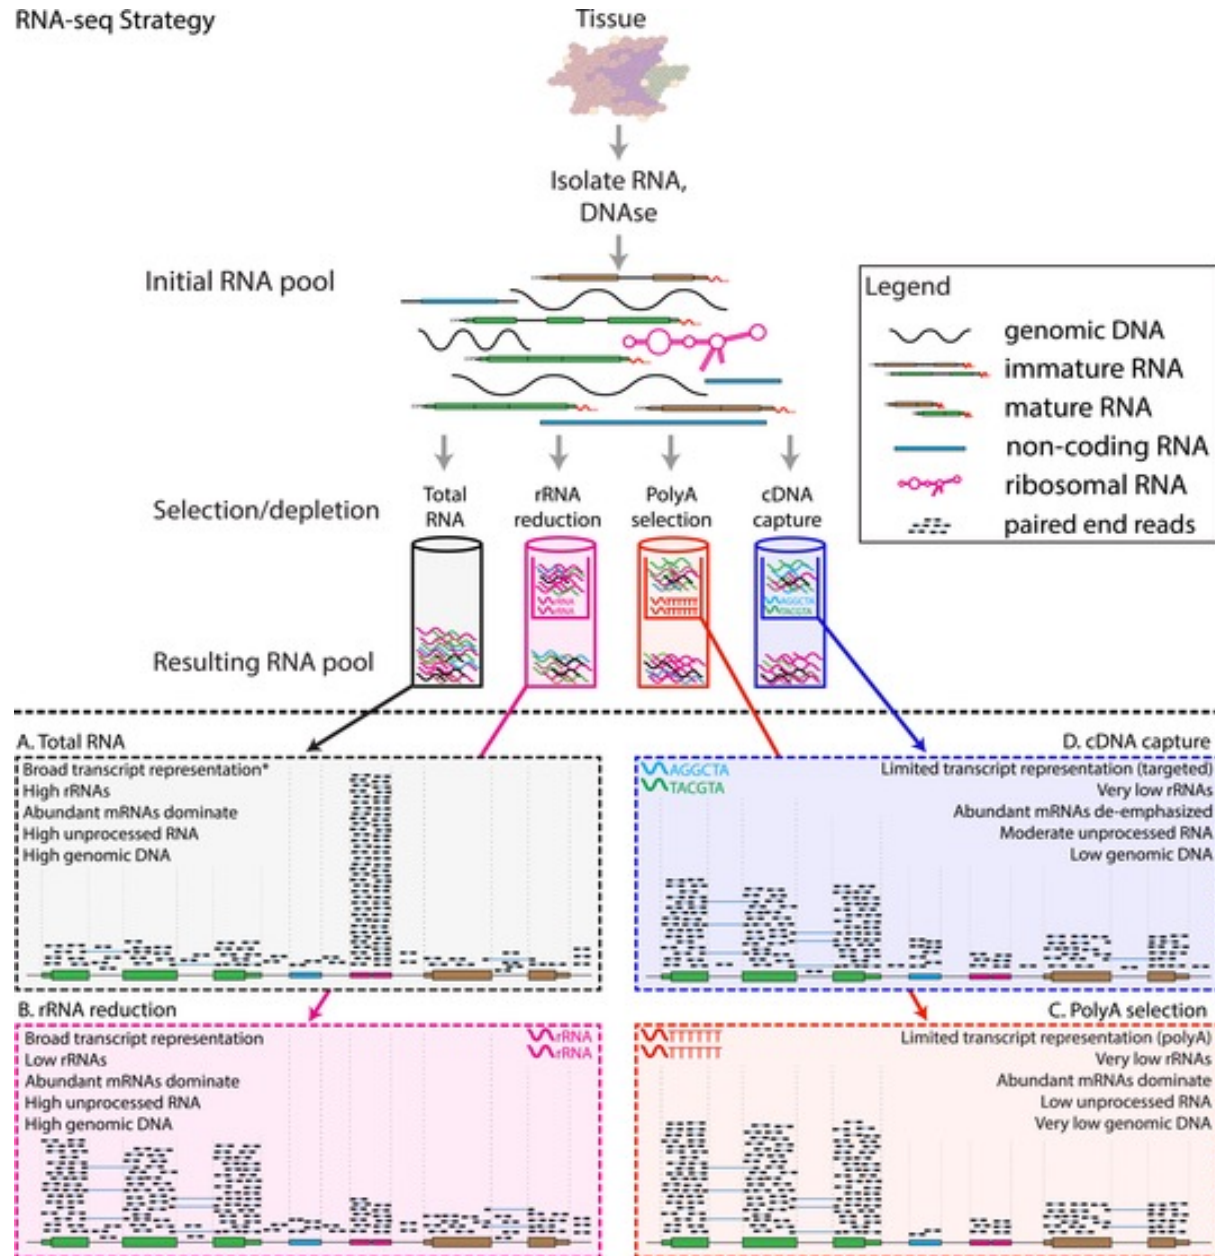 RNA-seq Strategy
Tissue
Isolate RNA,
DNAse
Initial RNA pool
Legend
genomic DNA
immature RNA
mature RNA
non-coding RNA
ribosomal RNA
paired end reads
Selection/depletion
Total
RNA
rRNA
reduction
PolyA
selection
cDNA
capture
rRNA
rRNA
TTTTTT
TTTTTT
AGGCTA
TACGTA
Resulting RNA pool
A. Total RNA
Broad transcript representation*
High rRNAs
Abundant mRNAs dominate
High unprocessed RNA
High genomic DNA
D. cDNA capture
AGGCTA
TACGTA
Limited transcript representation (targeted)
Very low rRNAs
Abundant mRNAs de-emphasized
Moderate unprocessed RNA
Low genomic DNA
B. rRNA reduction
Broad transcript representation
Low rRNAs
Abundant mRNAs dominate
High unprocessed RNA
High genomic DNA
rRNA
rRNA
C. PolyA selection
TTTTTT
TTTTTT
Limited transcript representation (polyA)
Very low rRNAs
Abundant mRNAs dominate
Low unprocessed RNA
Very low genomic DNA